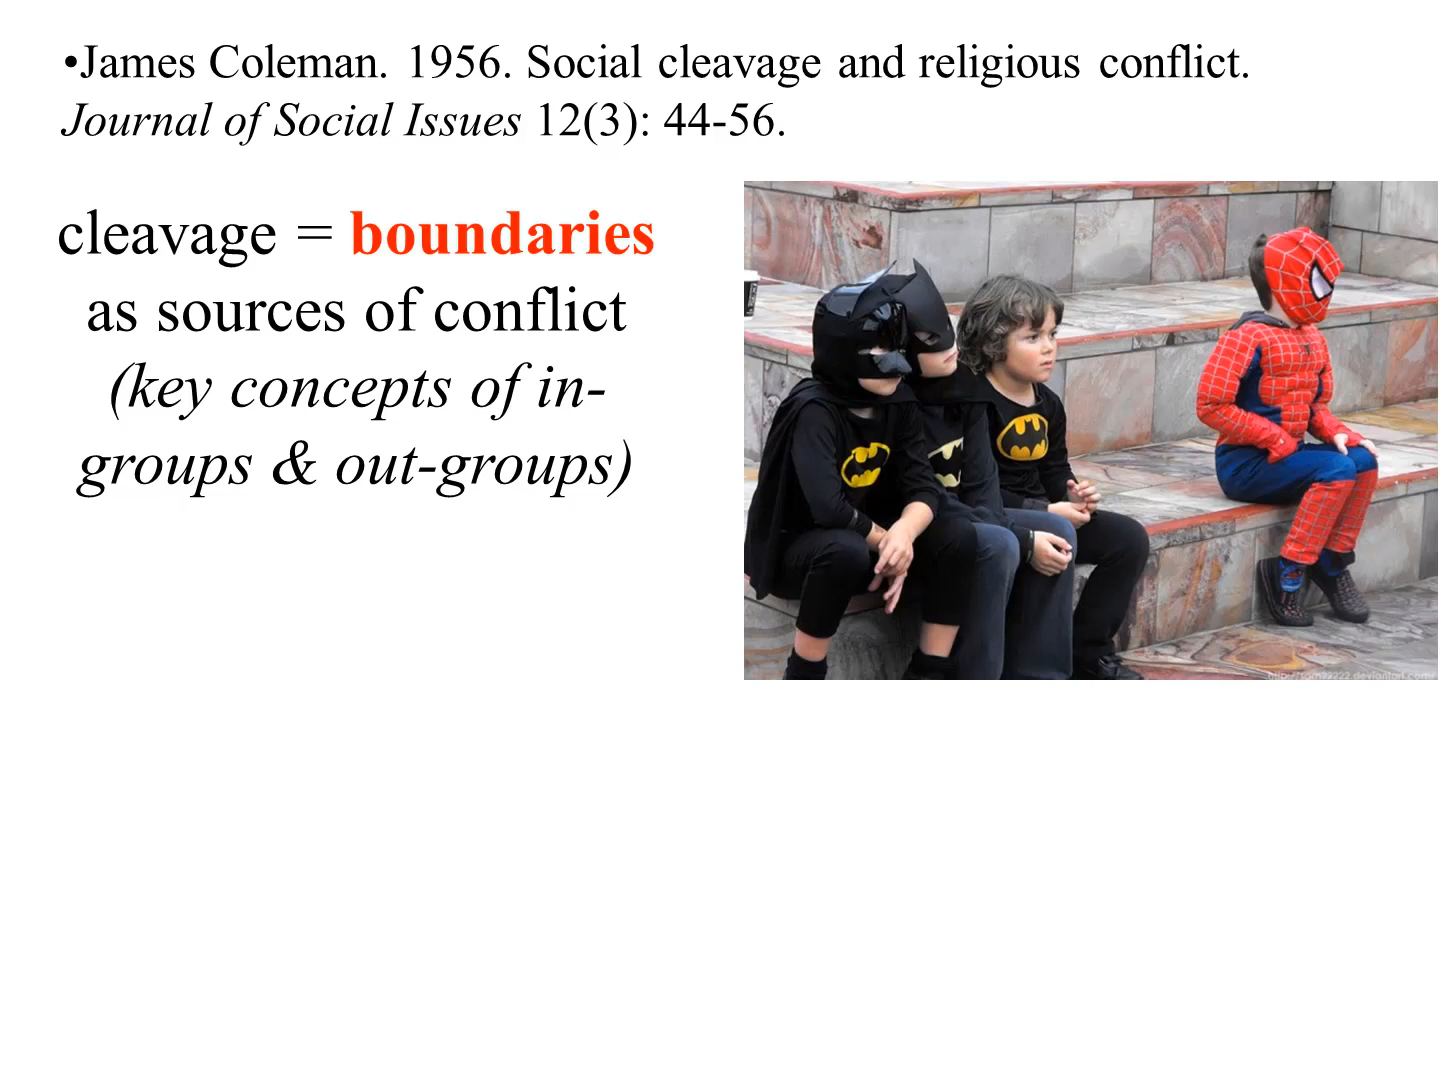 •James Coleman. 1956. Social cleavage and religious conflict.
Journal of Social Issues 12(3): 44-56.
cleavage = boundaries
as sources of conflict
(key concepts of in-
groups & out-groups)